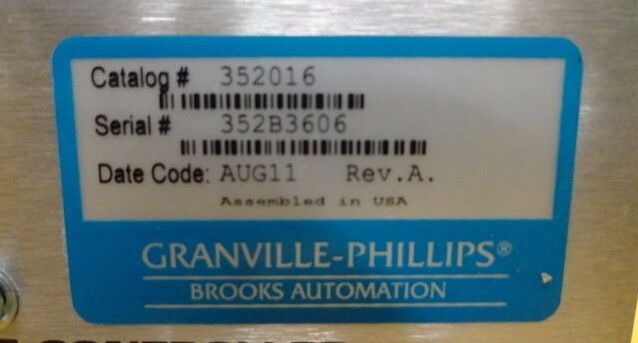 Catalog # 352016
Serial # 352B3606
Date Code: AUG11 Rev.A.
Assembled in USA
GRANVILLE-PHILLIPS®
BROOKS AUTOMATION